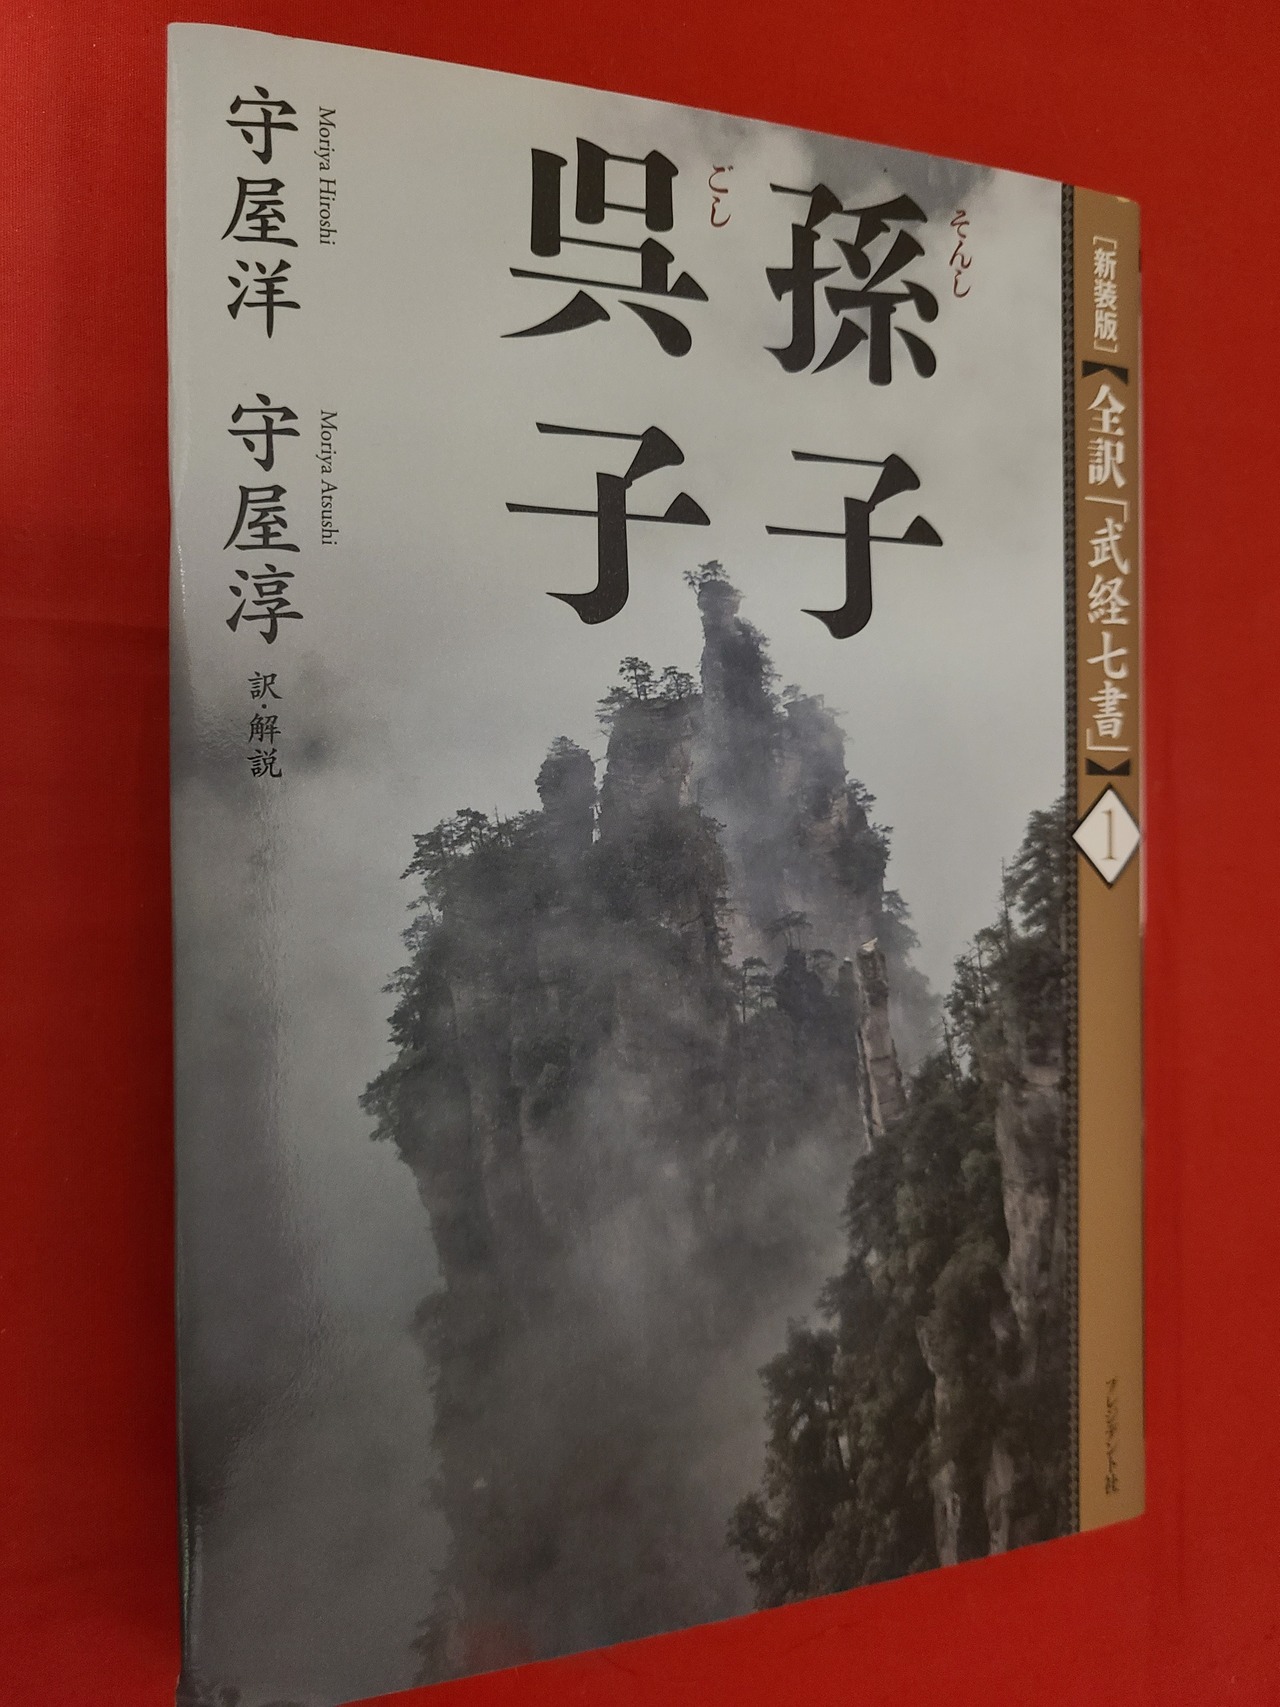 ［新装版］【全訳「武経七書」】1
プレジデント社
そんし
孫子
ごし
呉子
Moriya Hiroshi
Moriya Atsushi
守屋洋 守屋淳 訳・解説